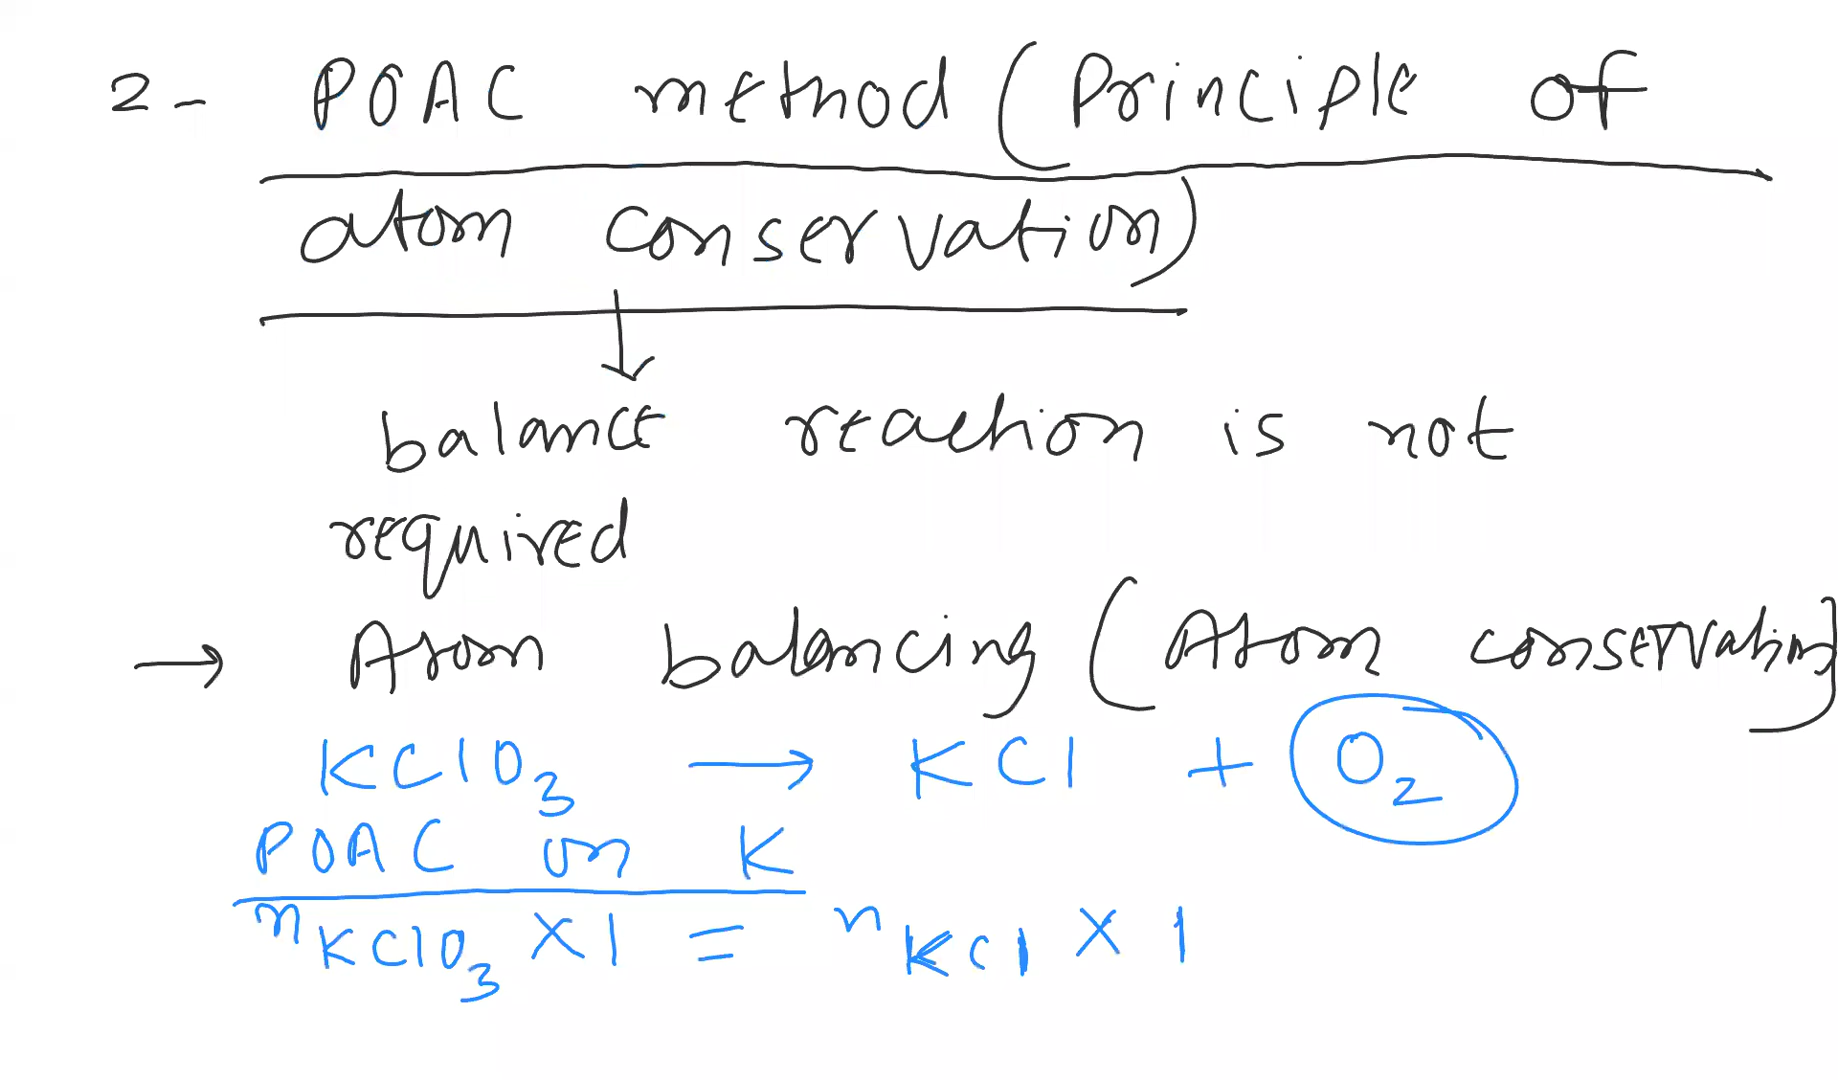 2- POAC method (Principle of
atom conservation)
balance reaction is not
required
→ Atom balancing (Atom conservation)
KClO₃ → KCl + O₂
POAC on K
nKClO₃ × 1 = nKCl × 1